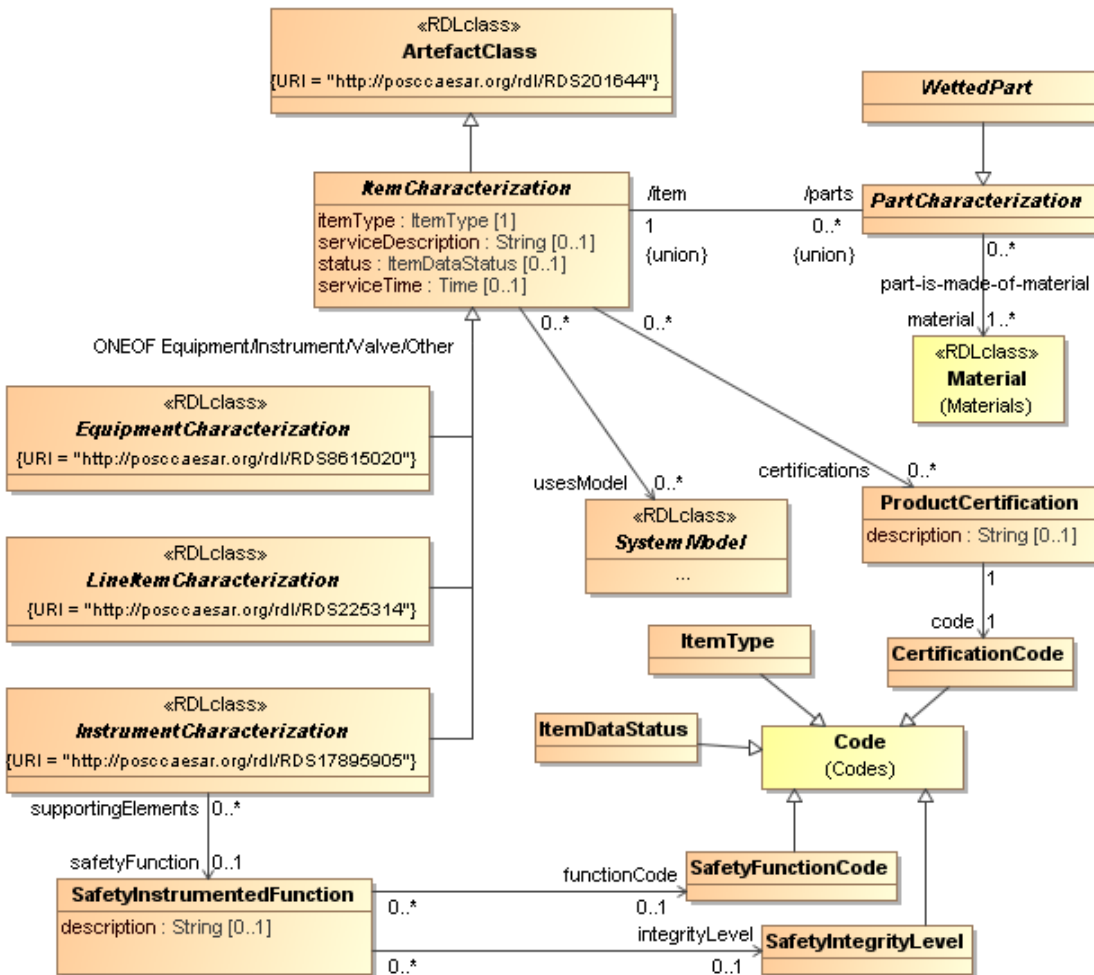 «RDLclass»
ArtefactClass
{URI = "http://posccaesar.org/rdl/RDS201644"}
WettedPart
ItemCharacterization
itemType : ItemType [1]
serviceDescription : String [0..1]
status : ItemDataStatus [0..1]
serviceTime : Time [0..1]
/item
/parts
1
0..*
{union}
{union}
PartCharacterization
0..*
part-is-made-of-material
material
1..*
«RDLclass»
Material
(Materials)
0..*
0..*
ONEOF Equipment/Instrument/Valve/Other
«RDLclass»
EquipmentCharacterization
{URI = "http://posccaesar.org/rdl/RDS8615020"}
usesModel
0..*
certifications
0..*
«RDLclass»
SystemModel
...
ProductCertification
description : String [0..1]
«RDLclass»
LineItemCharacterization
{URI = "http://posccaesar.org/rdl/RDS225314"}
1
code
1
ItemType
CertificationCode
«RDLclass»
InstrumentCharacterization
{URI = "http://posccaesar.org/rdl/RDS17895905"}
ItemDataStatus
Code
(Codes)
supportingElements
0..*
safetyFunction
0..1
SafetyInstrumentedFunction
description : String [0..1]
functionCode
0..*
0..1
SafetyFunctionCode
integrityLevel
0..*
0..1
SafetyIntegrityLevel